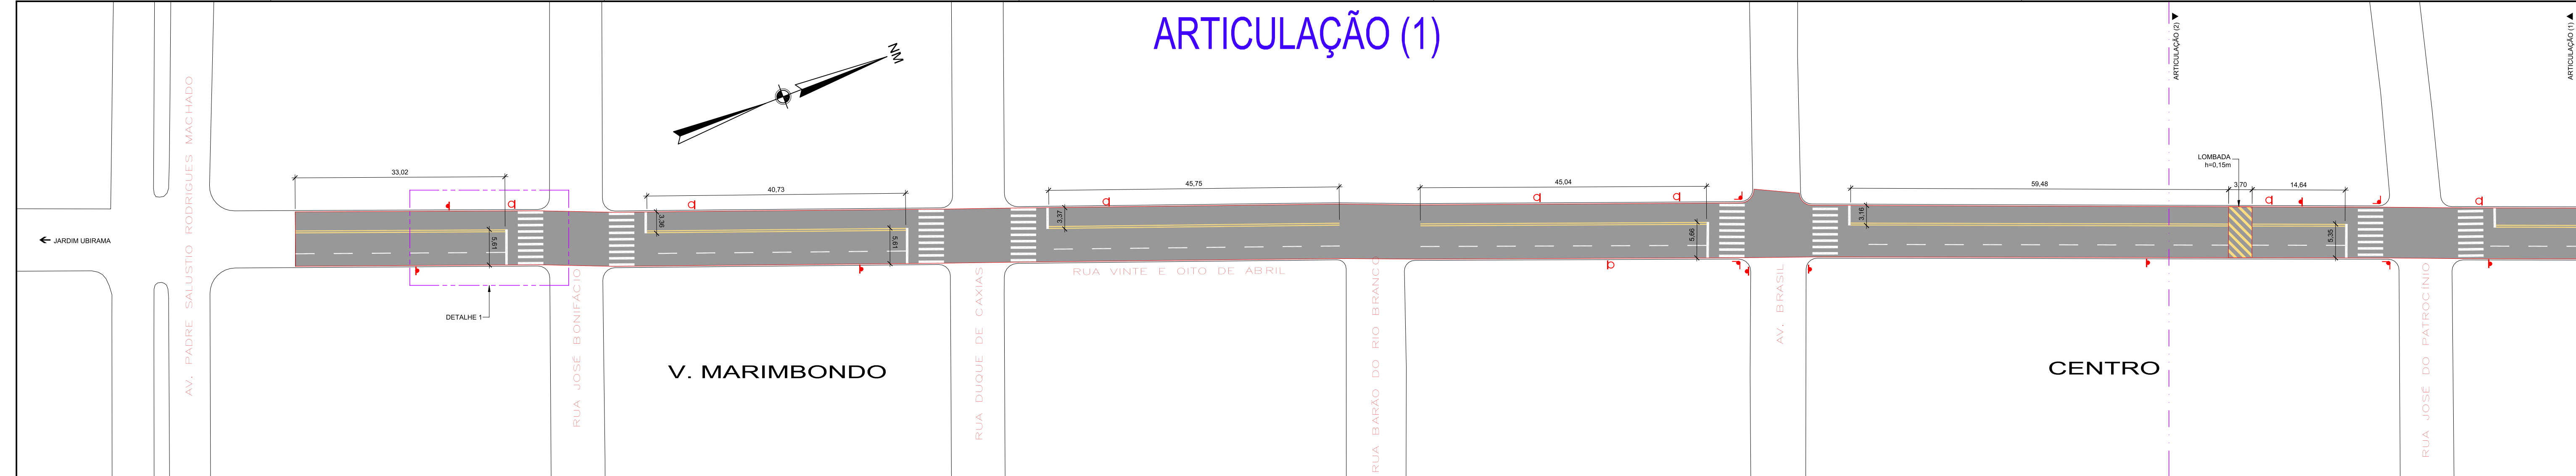 ARTICULAÇÃO (1)
NM
ARTICULAÇÃO (2)
ARTICULAÇÃO (1)
AV. PADRE SALUSTIO RODRIGUES MACHADO
LOMBADA
h=0,15m
33,02
40,73
45,75
45,04
59,48
3,70
14,64
5,61
3,36
5,61
3,37
5,66
3,16
5,35
JARDIM UBIRAMA
RUA VINTE E OITO DE ABRIL
DETALHE 1
RUA JOSÉ BONIFÁCIO
RUA DUQUE DE CAXIAS
RUA BARÃO DO RIO BRANCO
AV. BRASIL
RUA JOSÉ DO PATROCÍNIO
V. MARIMBONDO
CENTRO